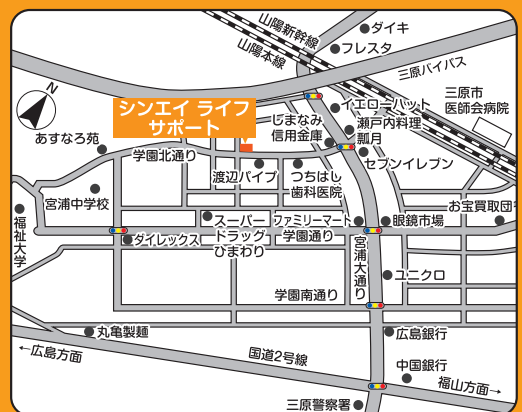 山陽新幹線
ダイキ
フレスタ
山陽本線
三原バイパス
三原市
医師会病院
N
シンエイ ライフ
サポート
イエローハット
しまなみ
信用金庫
瀬戸内料理
瓢月
あすなろ苑
学園北通り
セブンイレブン
渡辺パイプ
つちはし
歯科医院
宮浦中学校
お宝買取団
福祉大学
スーパー
ドラッグ
ひまわり
ファミリーマート
眼鏡市場
ダイレックス
学園通り
宮浦大通り
ユニクロ
学園南通り
丸亀製麺
広島銀行
←広島方面
国道2号線
中国銀行
福山方面→
三原警察署